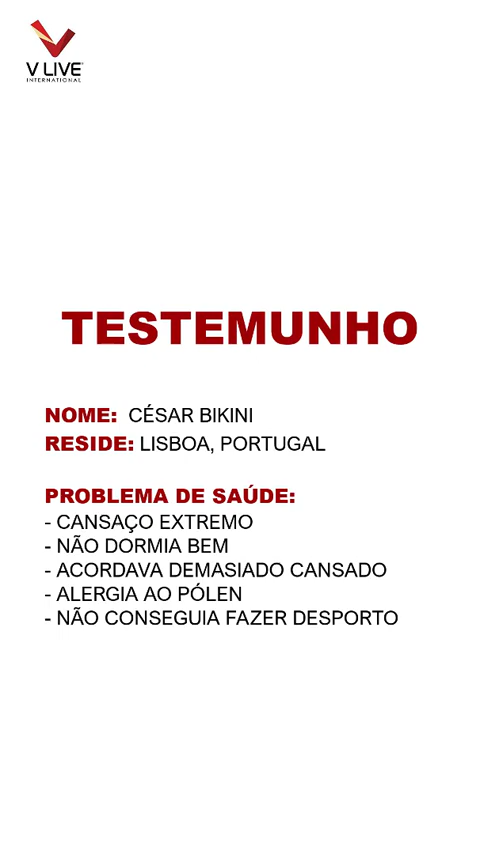 V LIVE
INTERNATIONAL
TESTEMUNHO
NOME: CÉSAR BIKINI
RESIDE: LISBOA, PORTUGAL
PROBLEMA DE SAÚDE:
- CANSAÇO EXTREMO
- NÃO DORMIA BEM
- ACORDAVA DEMASIADO CANSADO
- ALERGIA AO PÓLEN
- NÃO CONSEGUIA FAZER DESPORTO